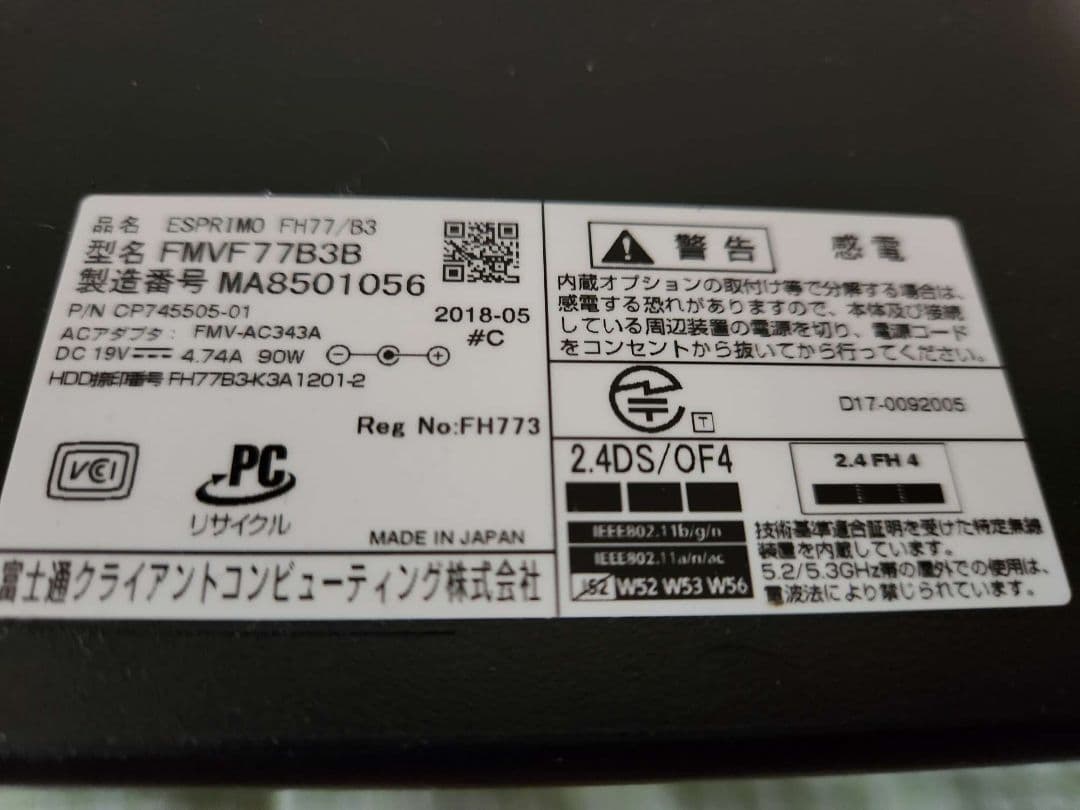 品名 ESPRIMO FH77/B3
型名 FMVF77B3B
製造番号 MA8501056
P/N CP745505-01
2018-05
ACアダプタ: FMV-AC343A
#C
DC 19V 4.74A 90W
HDD捺印番号 FH77B3-K3A1201-2
Reg No:FH773
VCCI
PC
リサイクル
MADE IN JAPAN
富士通クライアントコンピューティング株式会社
警告 感電
内蔵オプションの取付け等で分解する場合は、
感電する恐れがありますので、本体及び接続
している周辺装置の電源を切り、電源コード
をコンセントから抜いてから行ってください。
T D17-0092005
2.4DS/OF4
2.4FH4
IEEE802.11b/g/n
IEEE802.11a/n/ac
J52 W52 W53 W56
技術基準適合証明を受けた特定無線
装置を内蔵しています。
5.2/5.3GHz帯の屋外での使用は、
電波法により禁じられています。